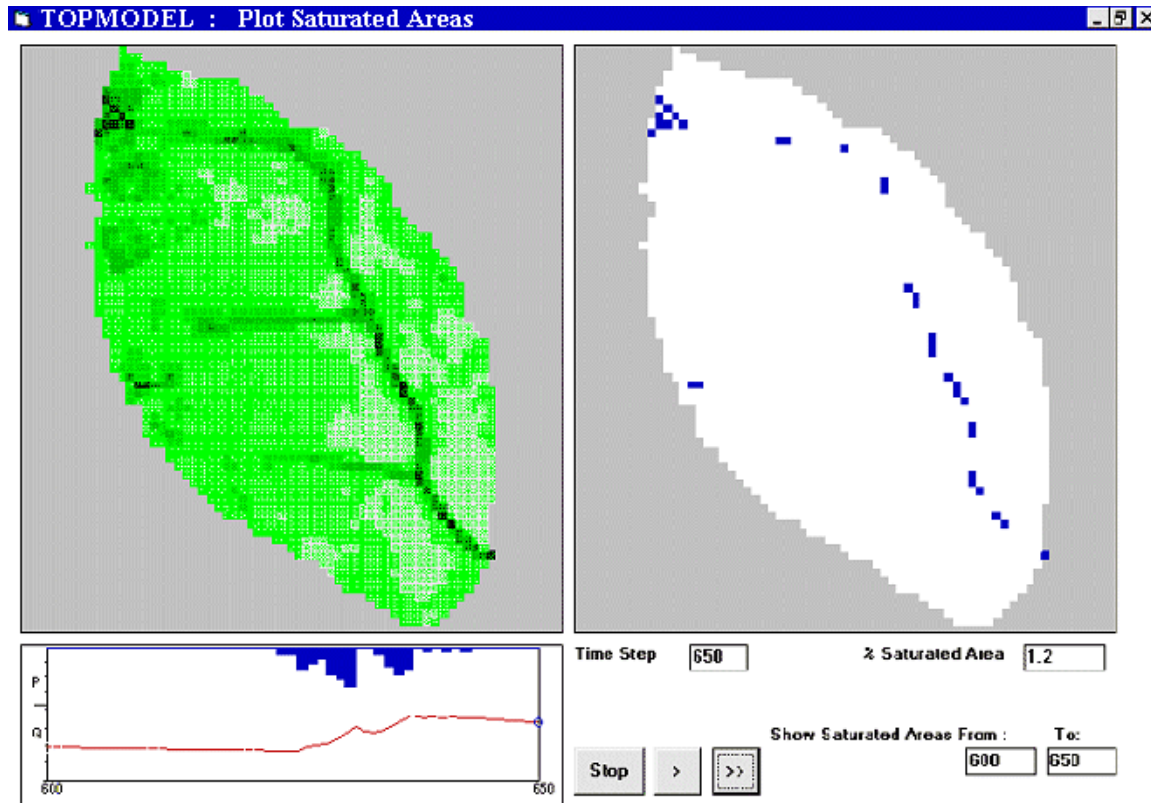 TOPMODEL : Plot Saturated Areas
P
Q
600
650
Time Step 650 % Saturated Area 1.2
Show Saturated Areas From : To:
600 650
Stop > >>